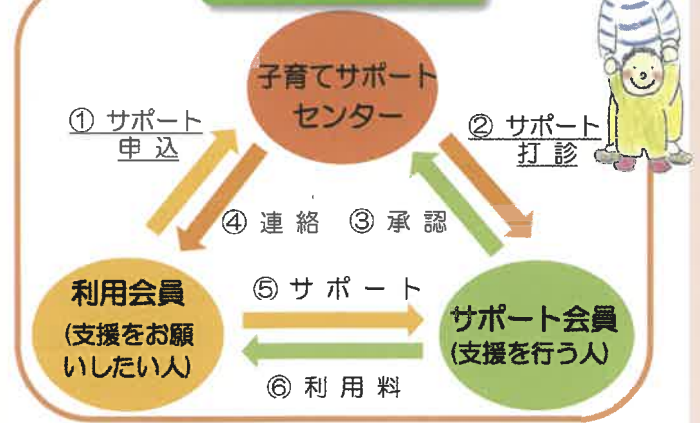 子育てサポート
センター
① サポート
申 込
② サポート
打 診
④ 連 絡
③ 承 認
利用会員
(支援をお願
いしたい人)
⑤ サ ポ ー ト
サポート会員
(支援を行う人)
⑥ 利 用 料